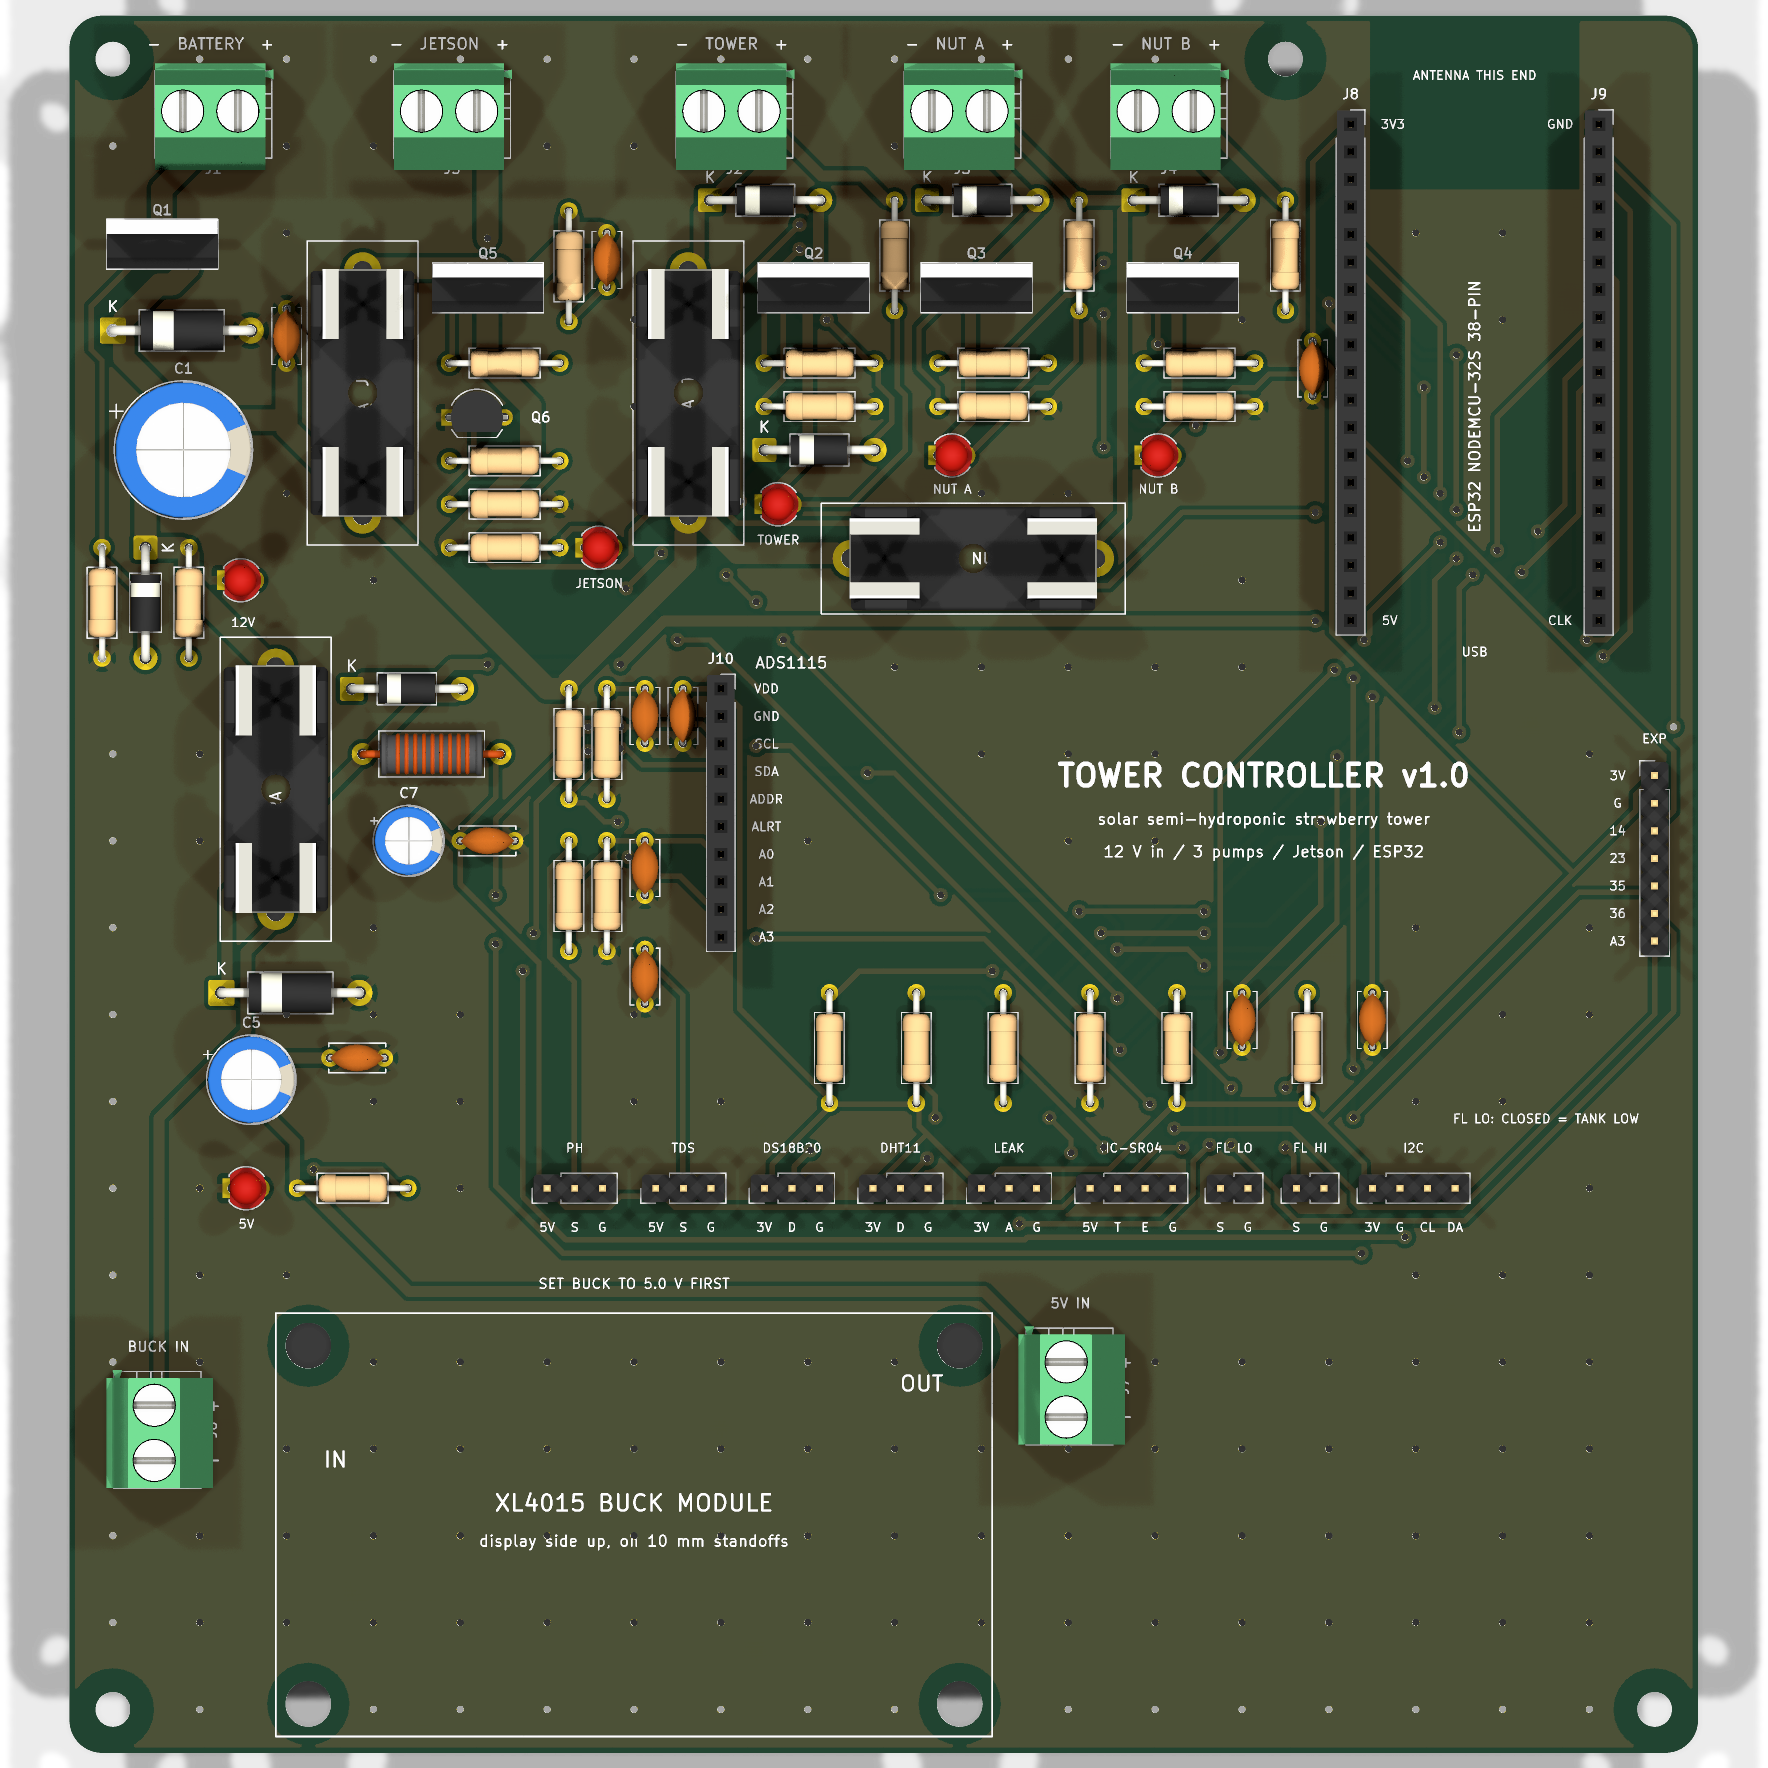 - BATTERY +
- JETSON +
- TOWER +
- NUT A +
- NUT B +
ANTENNA THIS END
J8
J9
3V3
GND
K
K
K
Q1
Q5
Q2
Q3
Q4
K
C1
+
Q6
K
ESP32 NODEMCU-32S 38-PIN
NUT A
NUT B
TOWER
JETSON
K
12V
5V
CLK
USB
J10
ADS1115
K
VDD
GND
SCL
SDA
ADDR
ALRT
A0
A1
A2
A3
EXP
3V
G
14
23
35
36
A3
TOWER CONTROLLER v1.0
solar semi-hydroponic strawberry tower
12 V in / 3 pumps / Jetson / ESP32
C7
+
K
C5
+
FL LO: CLOSED = TANK LOW
PH
TDS
DS18B20
DHT11
LEAK
HC-SR04
FL LO
FL HI
I2C
5V S G
5V S G
3V D G
3V D G
3V A G
5V T E G
S G
S G
3V G CL DA
5V
SET BUCK TO 5.0 V FIRST
5V IN
+
-
BUCK IN
+
-
OUT
IN
XL4015 BUCK MODULE
display side up, on 10 mm standoffs